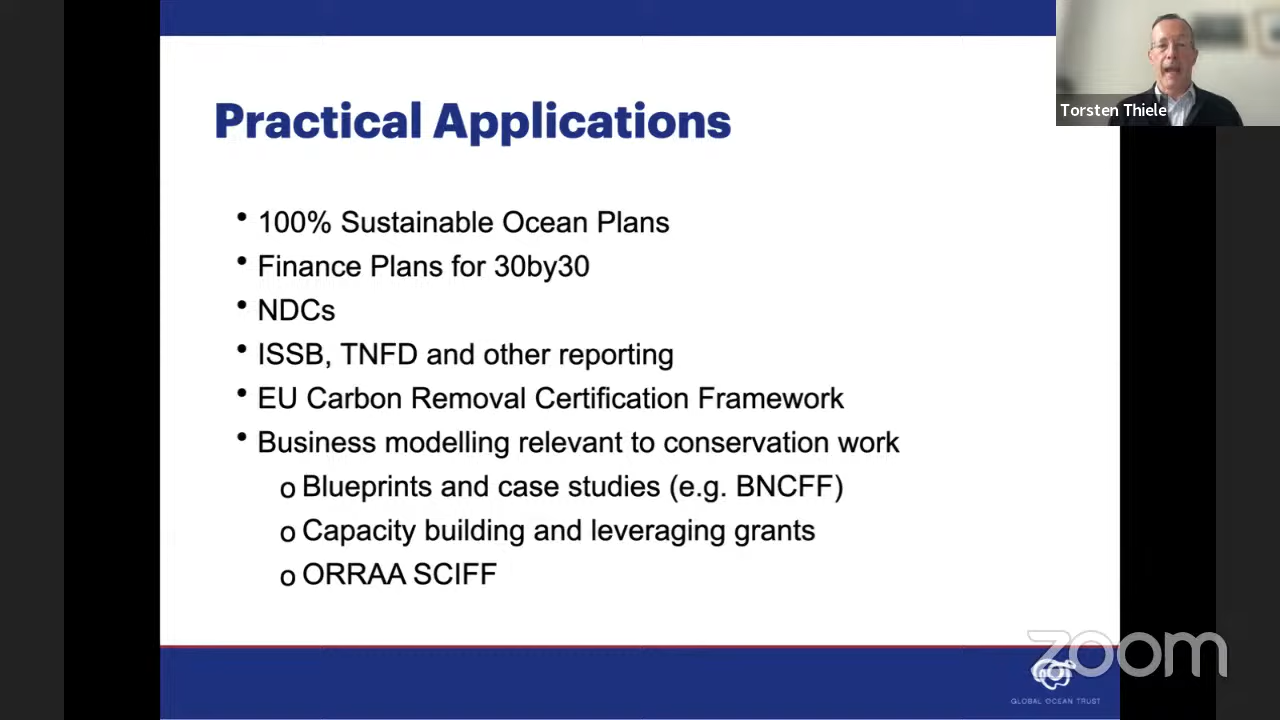 Practical Applications
Torsten Thiele
• 100% Sustainable Ocean Plans
• Finance Plans for 30by30
• NDCs
• ISSB, TNFD and other reporting
• EU Carbon Removal Certification Framework
• Business modelling relevant to conservation work
o Blueprints and case studies (e.g. BNCFF)
o Capacity building and leveraging grants
o ORRAA SCIFF
zoom
GLOBAL OCEAN TRUST